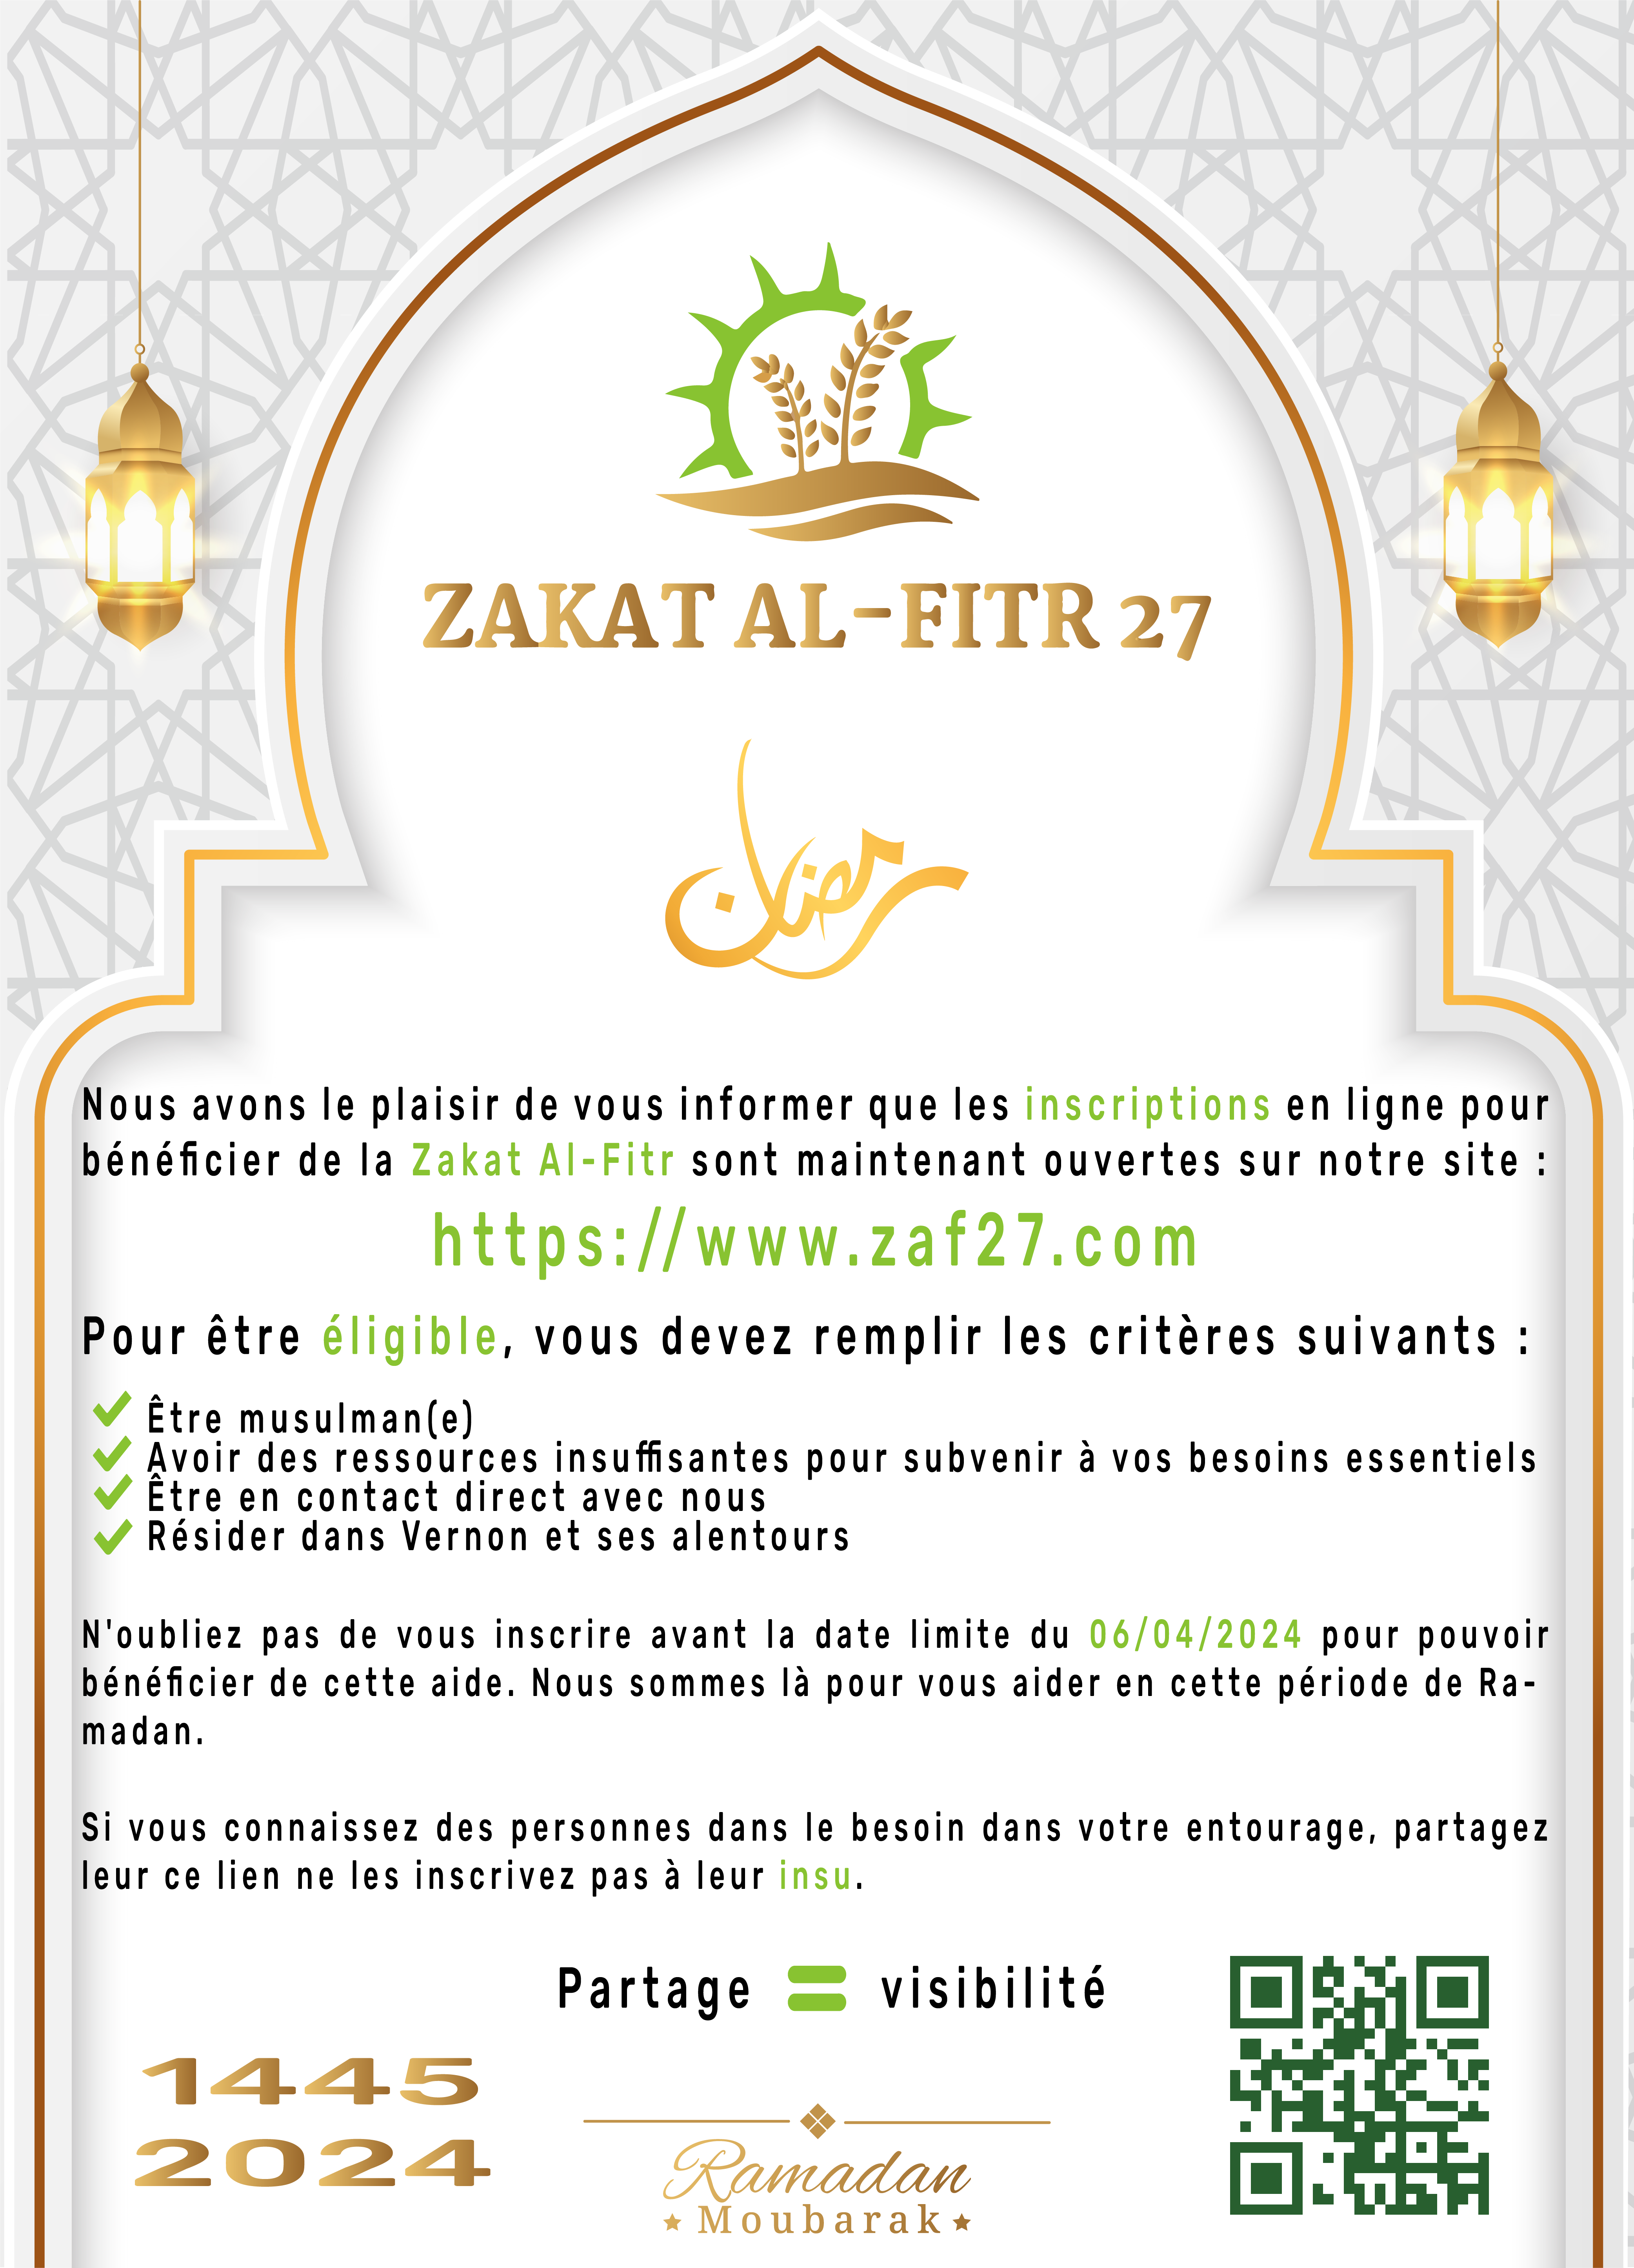 ZAKAT AL-FITR 27
رمضان
Nous avons le plaisir de vous informer que les inscriptions en ligne pour
bénéficier de la Zakat Al-Fitr sont maintenant ouvertes sur notre site :
https://www.zaf27.com
Pour être éligible, vous devez remplir les critères suivants :
Être musulman(e)
Avoir des ressources insuffisantes pour subvenir à vos besoins essentiels
Être en contact direct avec nous
Résider dans Vernon et ses alentours
N'oubliez pas de vous inscrire avant la date limite du 06/04/2024 pour pouvoir
bénéficier de cette aide. Nous sommes là pour vous aider en cette période de Ra-
madan.
Si vous connaissez des personnes dans le besoin dans votre entourage, partagez
leur ce lien ne les inscrivez pas à leur insu.
Partage = visibilité
1445
2024
Ramadan
Moubarak